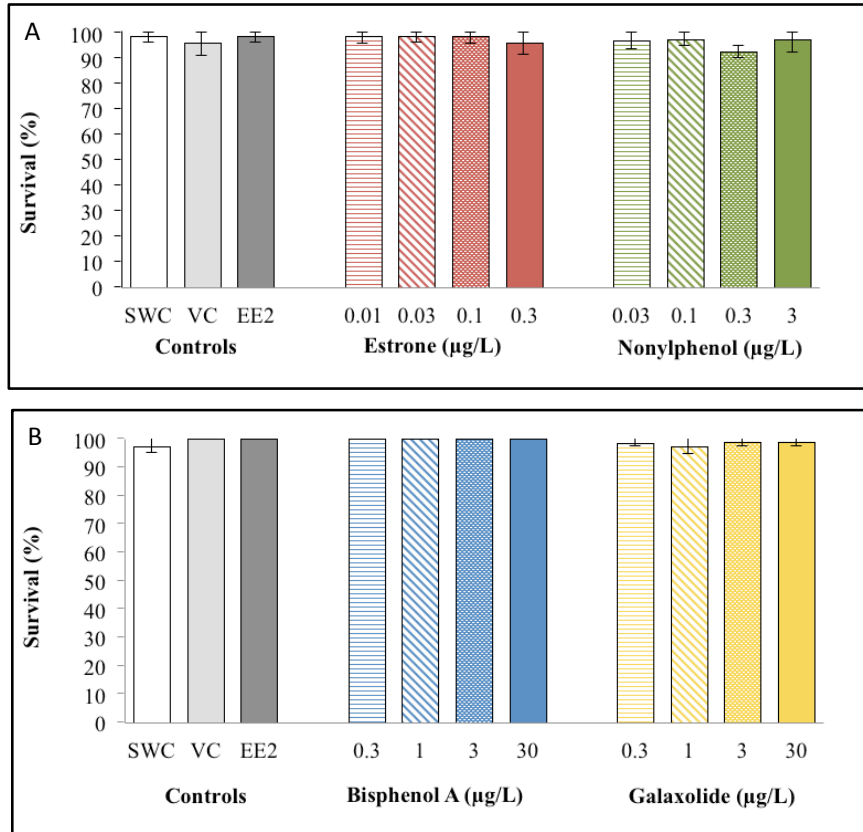 A
100
90
80
70
60
50
40
30
20
10
0
Survival (%)
SWC VC EE2 0.01 0.03 0.1 0.3 0.03 0.1 0.3 3
Controls Estrone (µg/L) Nonylphenol (µg/L)
B
100
90
80
70
60
50
40
30
20
10
0
Survival (%)
SWC VC EE2 0.3 1 3 30 0.3 1 3 30
Controls Bisphenol A (µg/L) Galaxolide (µg/L)